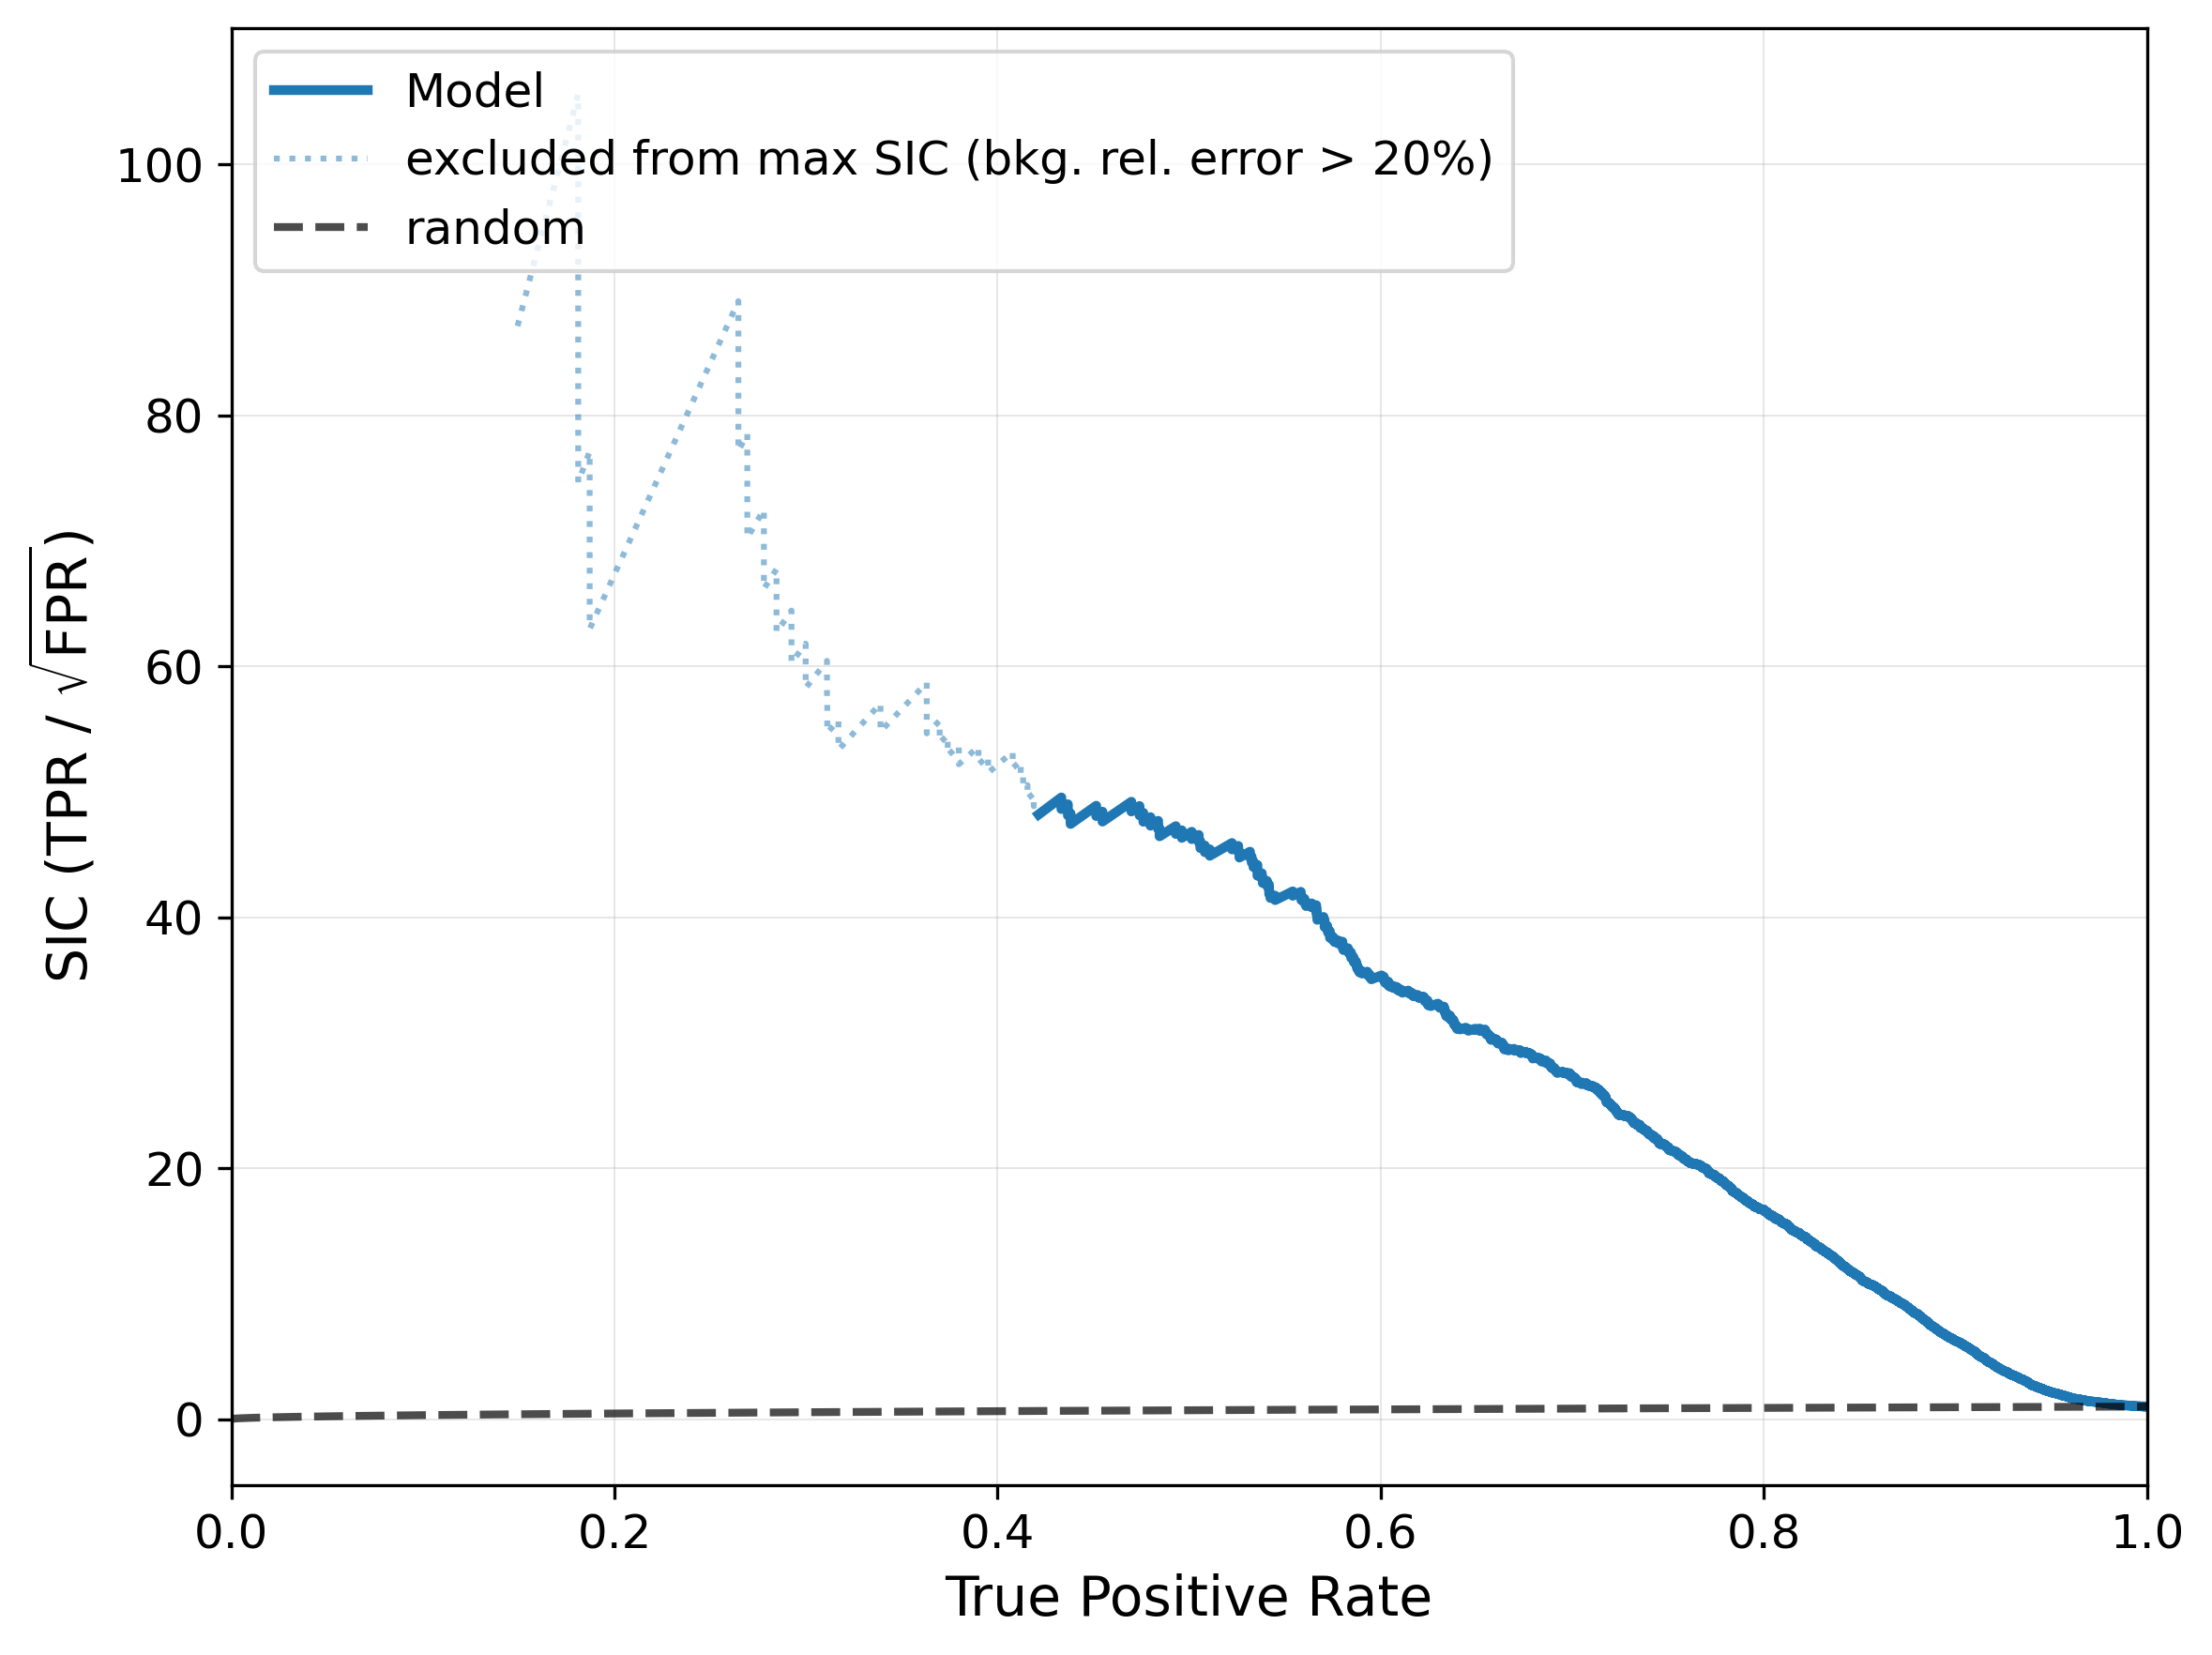 Model
excluded from max SIC (bkg. rel. error > 20%)
random
100
80
60
40
20
0
SIC (TPR / √FPR)
0.0 0.2 0.4 0.6 0.8 1.0
True Positive Rate